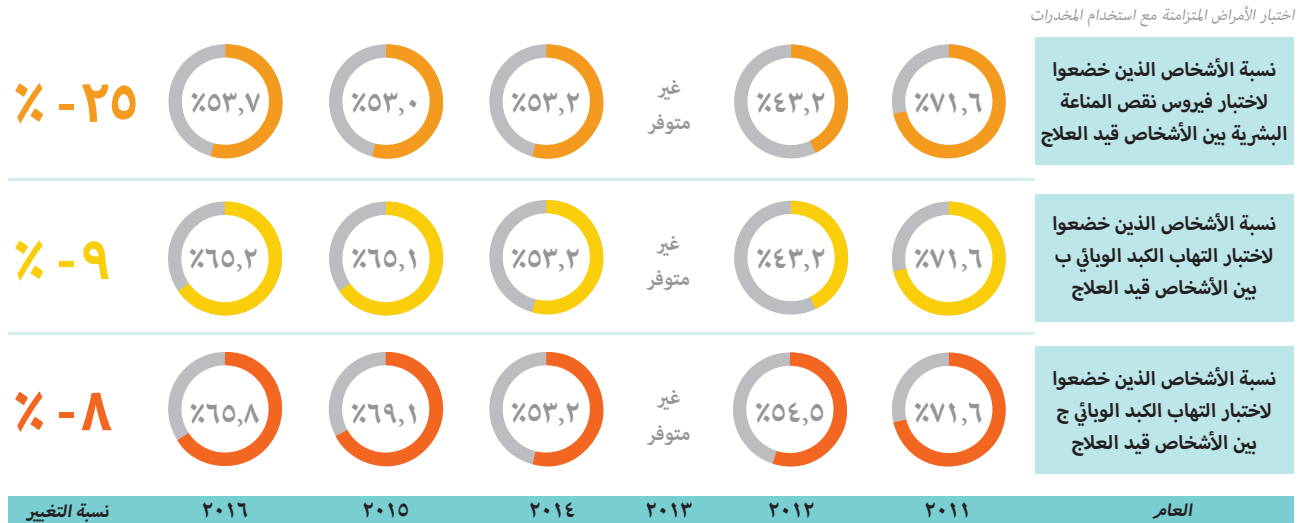 اختبار الأمراض المتزامنة مع استخدام المخدرات
نسبة الأشخاص الذين خضعوا
لاختبار فيروس نقص المناعة
البشرية بين الأشخاص قيد العلاج
٪٧١,٦
٪٤٣,٢
غير
متوفر
٪٥٣,٢
٪٥٣,٠
٪٥٣,٧
٢٥- ٪
نسبة الأشخاص الذين خضعوا
لاختبار التهاب الكبد الوبائي ب
بين الأشخاص قيد العلاج
٪٧١,٦
٪٤٣,٢
غير
متوفر
٪٥٣,٢
٪٦٥,١
٪٦٥,٢
٩- ٪
نسبة الأشخاص الذين خضعوا
لاختبار التهاب الكبد الوبائي ج
بين الأشخاص قيد العلاج
٪٧١,٦
٪٥٤,٥
غير
متوفر
٪٥٣,٢
٪٦٩,١
٪٦٥,٨
٨- ٪
العام ٢٠١١ ٢٠١٢ ٢٠١٣ ٢٠١٤ ٢٠١٥ ٢٠١٦ نسبة التغيير